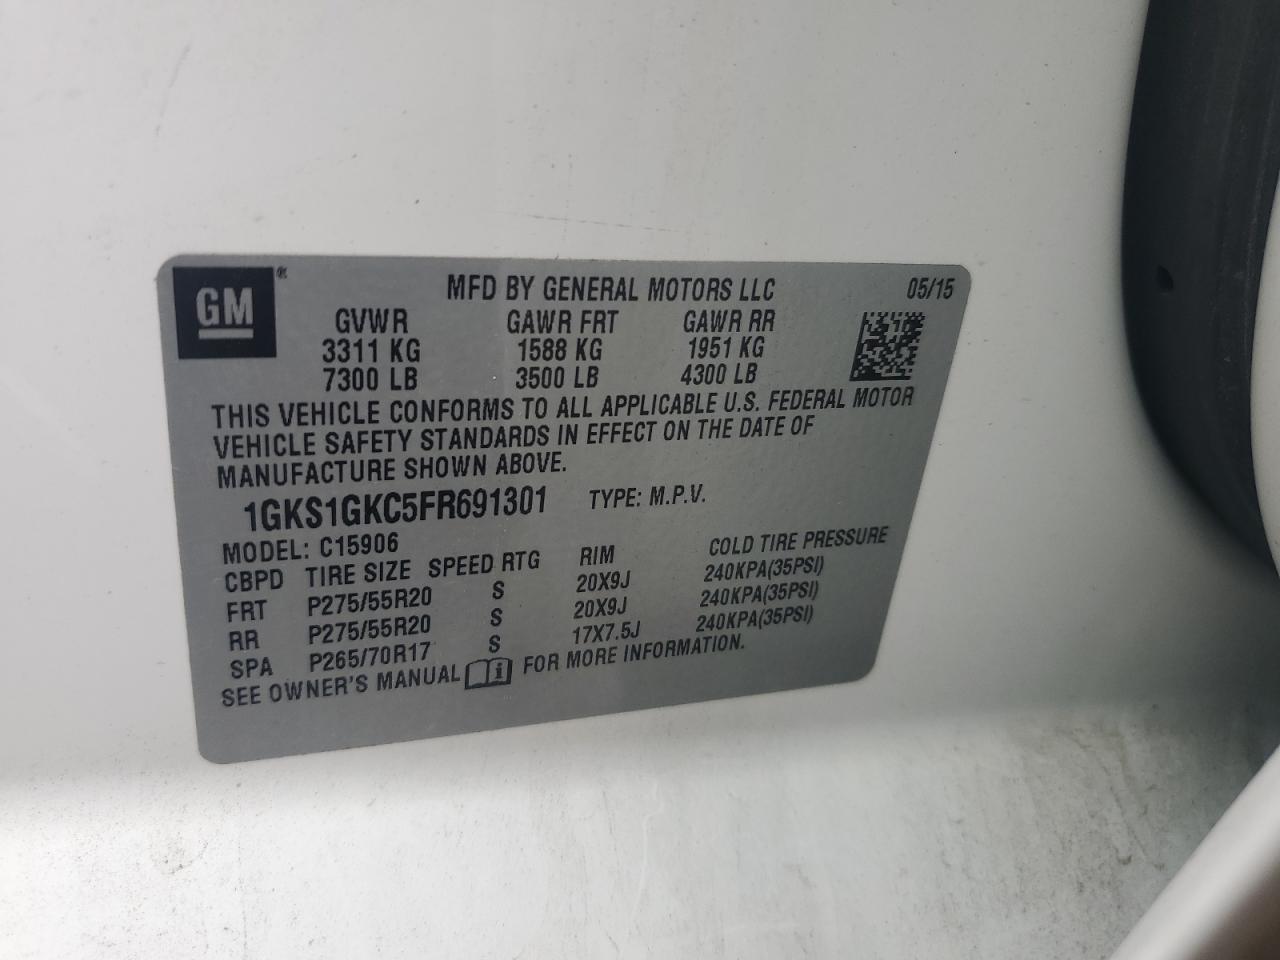 GM®
MFD BY GENERAL MOTORS LLC 05/15
GVWR GAWR FRT GAWR RR
3311 KG 1588 KG 1951 KG
7300 LB 3500 LB 4300 LB
THIS VEHICLE CONFORMS TO ALL APPLICABLE U.S. FEDERAL MOTOR
VEHICLE SAFETY STANDARDS IN EFFECT ON THE DATE OF
MANUFACTURE SHOWN ABOVE.
1GKS1GKC5FR691301 TYPE: M.P.V.
MODEL: C15906
CBPD TIRE SIZE SPEED RTG RIM COLD TIRE PRESSURE
FRT P275/55R20 S 20X9J 240KPA(35PSI)
RR P275/55R20 S 20X9J 240KPA(35PSI)
SPA P265/70R17 S 17X7.5J 240KPA(35PSI)
SEE OWNER'S MANUAL i FOR MORE INFORMATION.